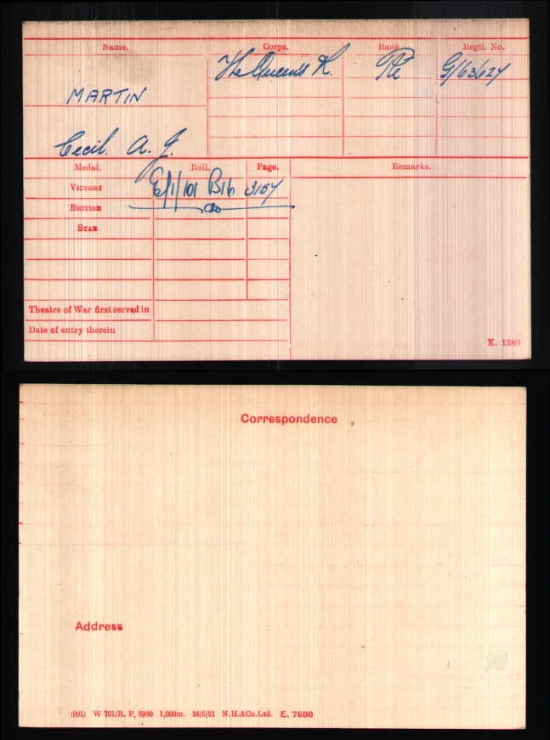 Name. Corps. Rank. Regtl. No.
The Queen's R. Pte G/63627
MARTIN
Cecil. A. J.
Medal. Roll. Page. Remarks.
VICTORY E/1/101 B16 3157
BRITISH do
STAR
Theatre of War first served in
Date of entry therein
K. 1380
Correspondence
Address
(991) W 701/R. P. 6980 1,000m. 24/5/21 N.H.&Co.Ltd. E. 7600